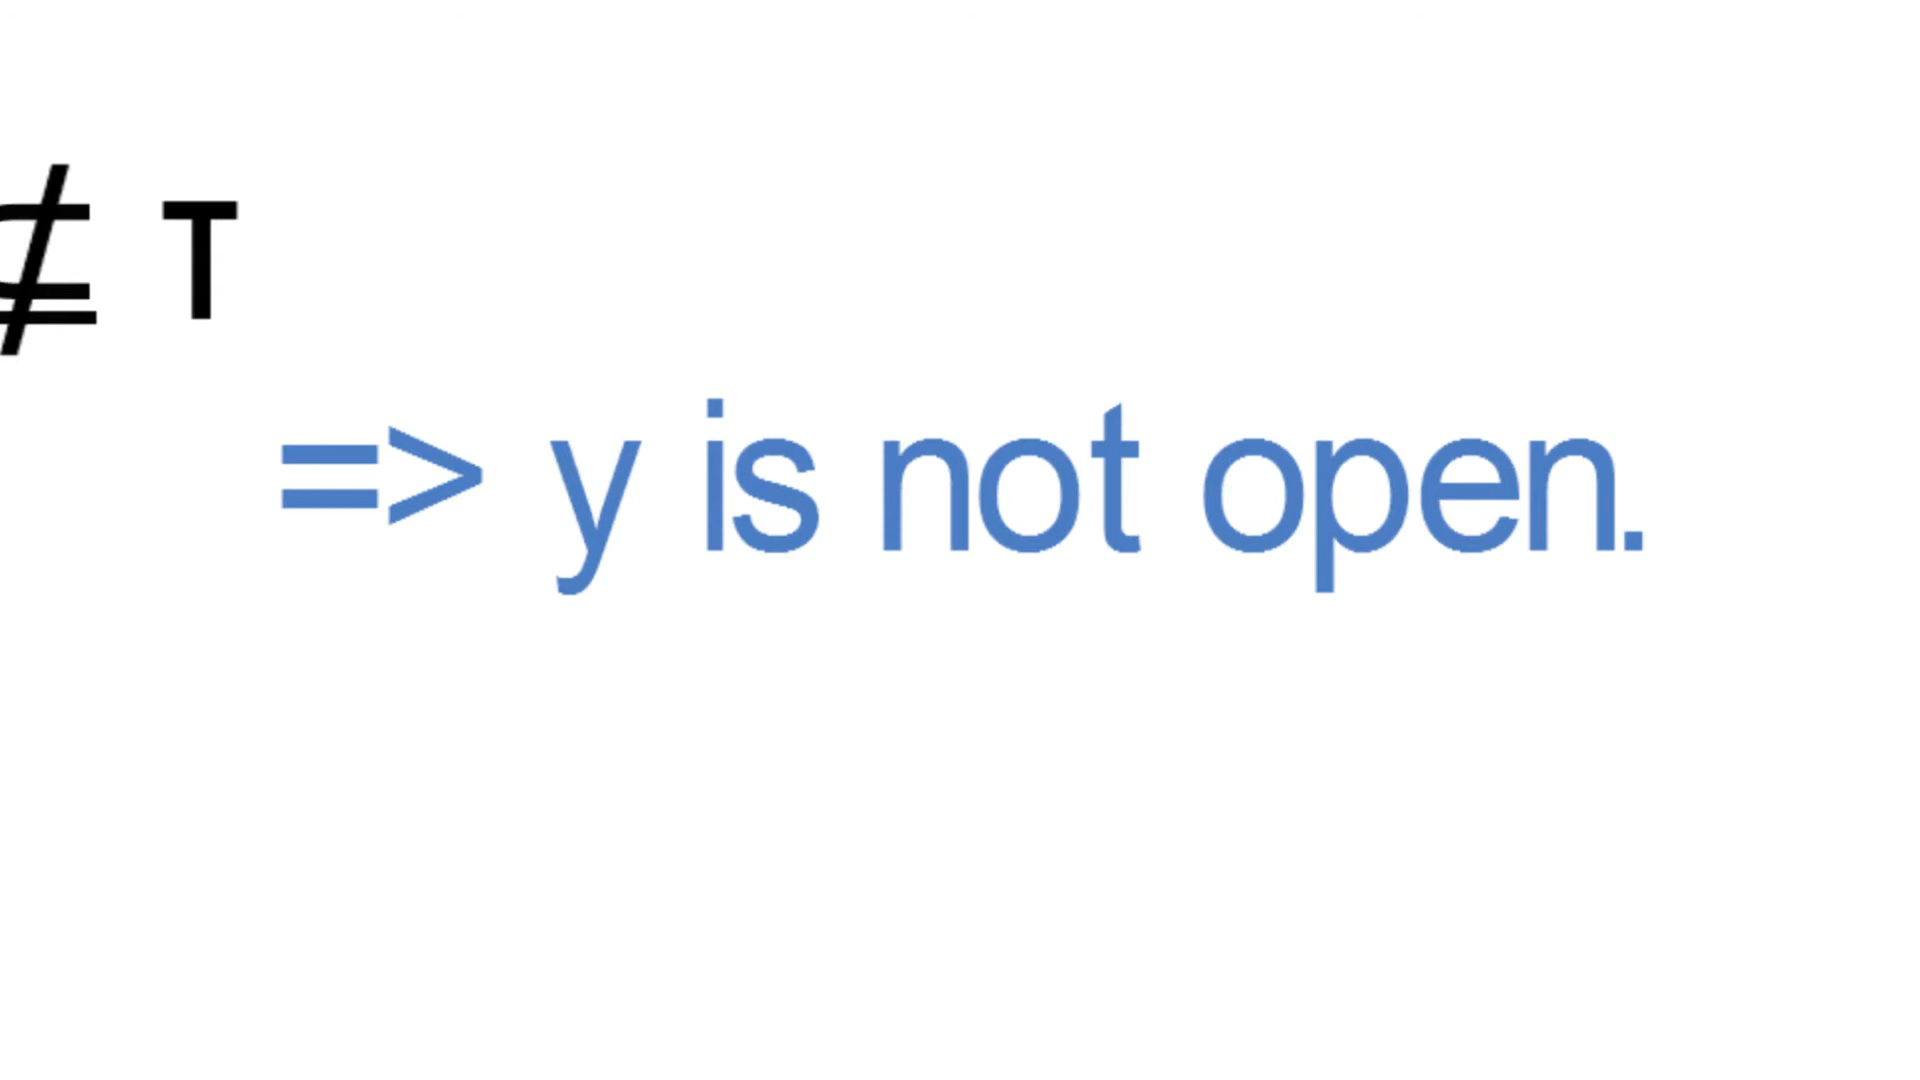 ⊈ T
=> y is not open.